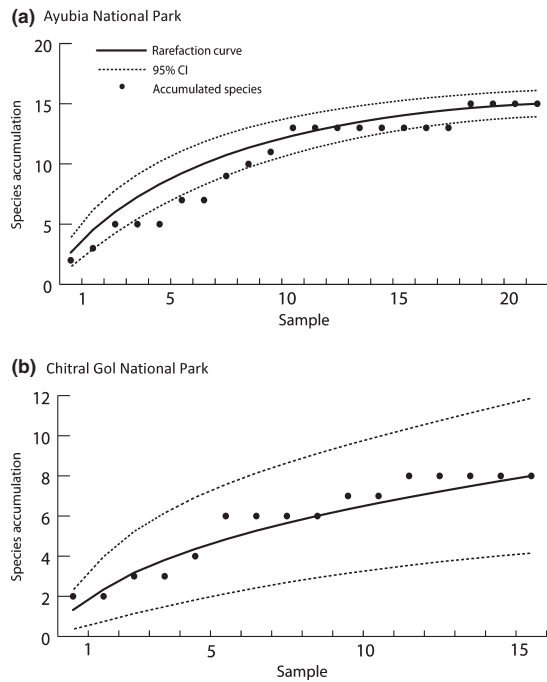 (a) Ayubia National Park
20
15
10
5
0
Species accumulation
Rarefaction curve
95% CI
Accumulated species
1 5 10 15 20
Sample
(b) Chitral Gol National Park
12
10
8
6
4
2
0
Species accumulation
1 5 10 15
Sample